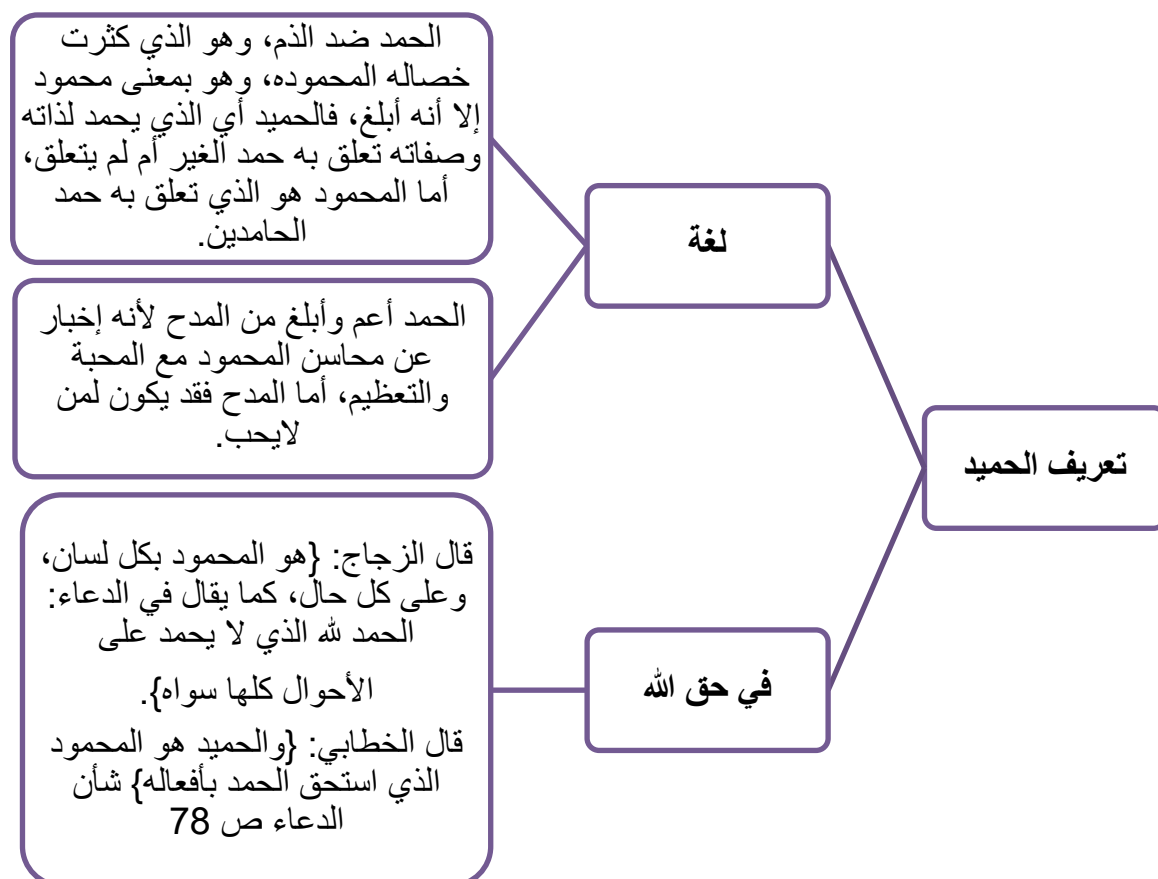 تعريف الحميد
لغة
الحمد ضد الذم، وهو الذي كثرت
خصاله المحموده، وهو بمعنى محمود
إلا أنه أبلغ، فالحميد أي الذي يحمد لذاته
وصفاته تعلق به حمد الغير أم لم يتعلق،
أما المحمود هو الذي تعلق به حمد
الحامدين.
الحمد أعم وأبلغ من المدح لأنه إخبار
عن محاسن المحمود مع المحبة
والتعظيم، أما المدح فقد يكون لمن
لايحب.
في حق الله
قال الزجاج: {هو المحمود بكل لسان،
وعلى كل حال، كما يقال في الدعاء:
الحمد لله الذي لا يحمد على
الأحوال كلها سواه}.
قال الخطابي: {والحميد هو المحمود
الذي استحق الحمد بأفعاله} شأن
الدعاء ص 78